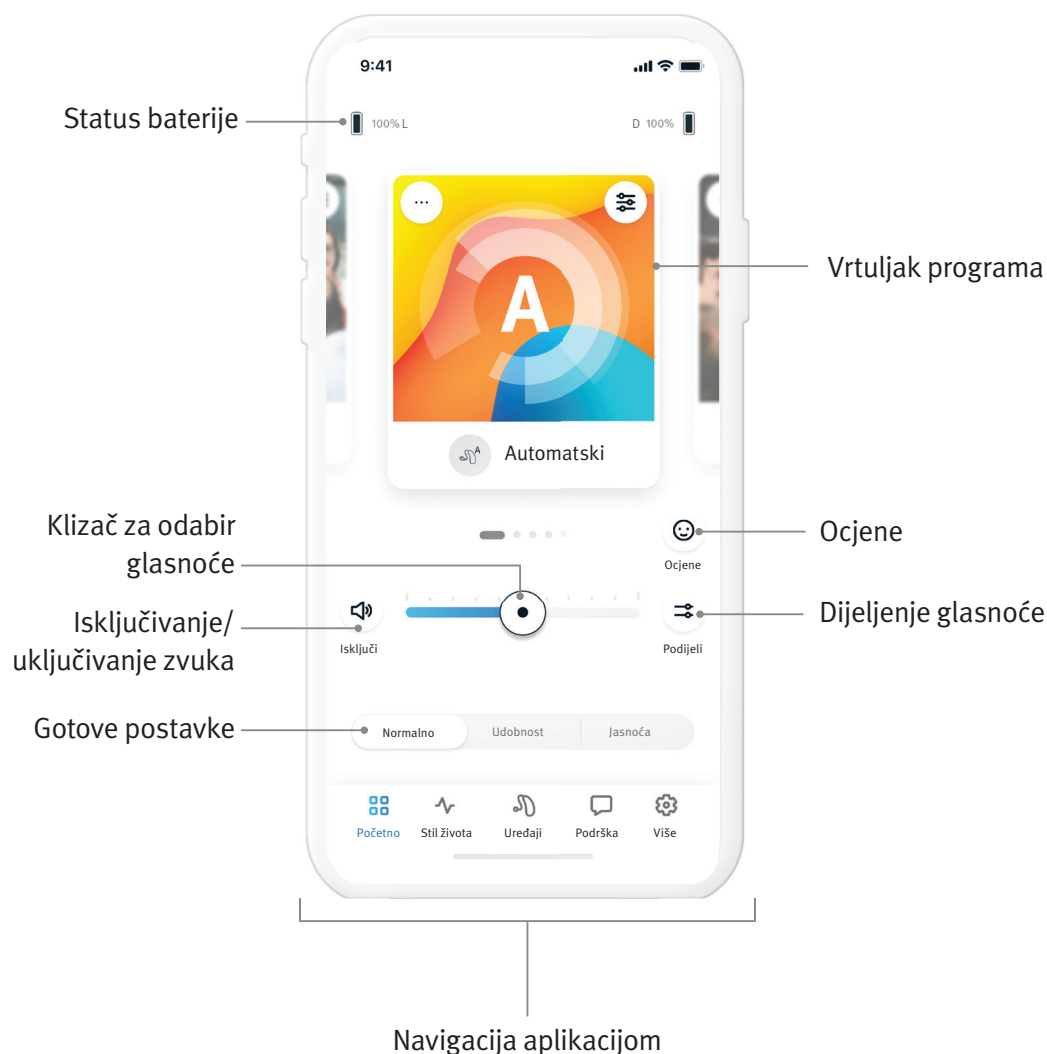 9:41
Status baterije
100% L
D 100%
...
A
Vrtuljak programa
A
Automatski
Klizač za odabir
glasnoće
Ocjene
Ocjene
Isključivanje/
uključivanje zvuka
Dijeljenje glasnoće
Isključi
Podijeli
Gotove postavke
Normalno
Udobnost
Jasnoća
Početno
Stil života
Uređaji
Podrška
Više
Navigacija aplikacijom